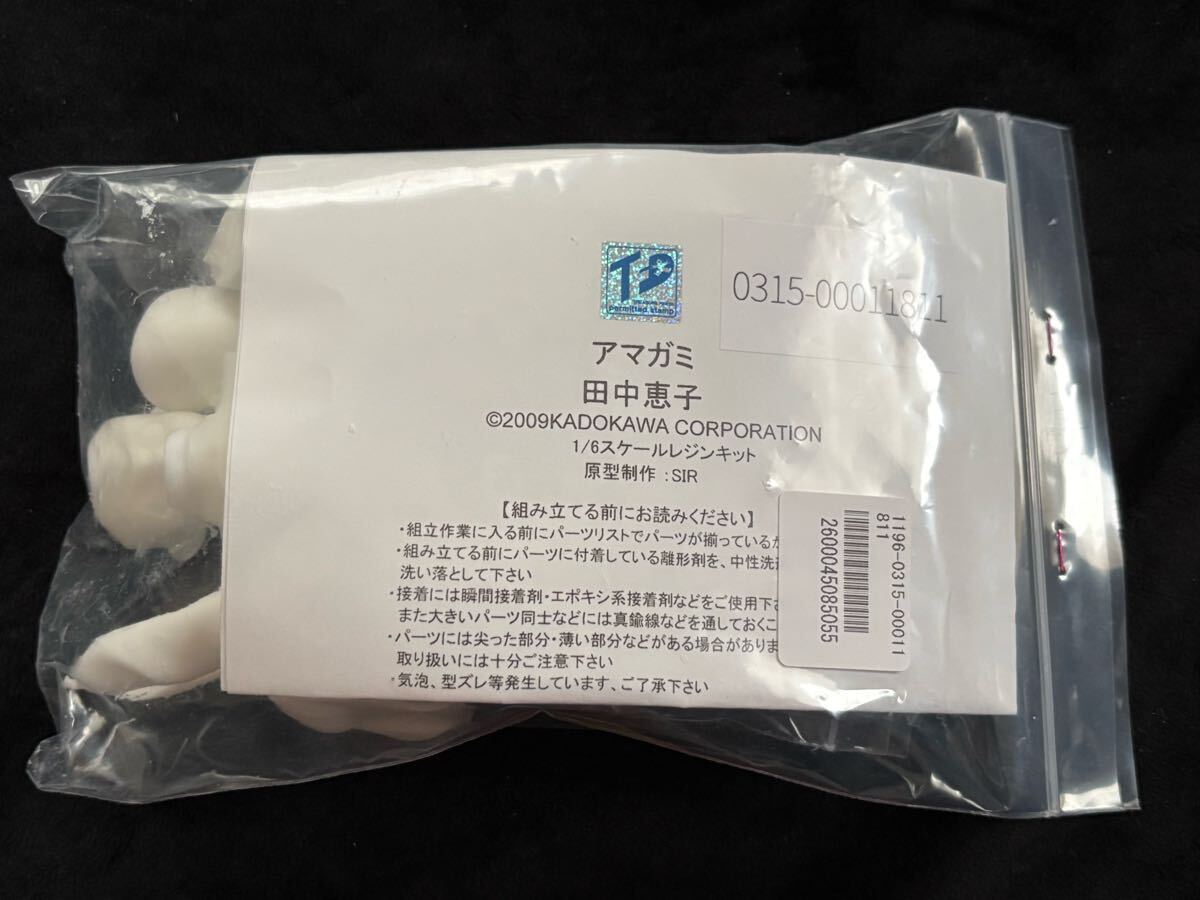 TP
permitted stamp
0315-00011811
アマガミ
田中恵子
©2009KADOKAWA CORPORATION
1/6スケールレジンキット
原型制作 :SIR
【組み立てる前にお読みください】
・組立作業に入る前にパーツリストでパーツが揃っているか
・組み立てる前にパーツに付着している離形剤を、中性洗
洗い落として下さい
・接着には瞬間接着剤・エポキシ系接着剤などをご使用下さ
また大きいパーツ同士などには真鍮線などを通しておくこ
・パーツには尖った部分・薄い部分などがある場合がありま
取り扱いには十分ご注意下さい
・気泡、型ズレ等発生しています、ご了承下さい
1196-0315-00011
811
2600045085055